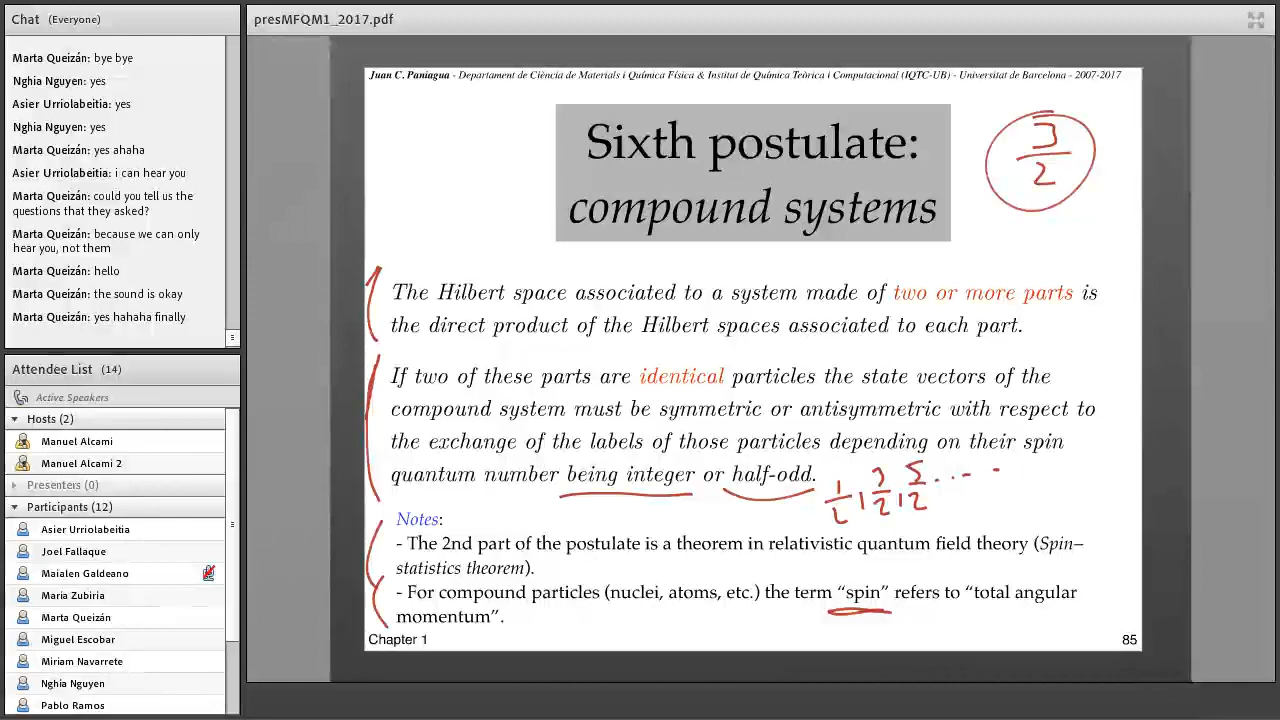 Chat (Everyone)
Marta Queizán: bye bye
Nghia Nguyen: yes
Asier Urriolabeitia: yes
Nghia Nguyen: yes
Marta Queizán: yes ahaha
Asier Urriolabeitia: i can hear you
Marta Queizán: could you tell us the
questions that they asked?
Marta Queizán: because we can only
hear you, not them
Marta Queizán: hello
Marta Queizán: the sound is okay
Marta Queizán: yes hahaha finally
Attendee List (14)
Active Speakers
Hosts (2)
Manuel Alcami
Manuel Alcami 2
Presenters (0)
Participants (12)
Asier Urriolabeitia
Joel Fallaque
Maialen Galdeano
María Zubiria
Marta Queizán
Miguel Escobar
Miriam Navarrete
Nghia Nguyen
Pablo Ramos
presMFQM1_2017.pdf
Juan C. Paniagua - Departament de Ciència de Materials i Química Física & Institut de Química Teòrica i Computacional (IQTC-UB) - Universitat de Barcelona - 2007-2017
Sixth postulate:
compound systems
3
2
The Hilbert space associated to a system made of two or more parts is
the direct product of the Hilbert spaces associated to each part.
If two of these parts are identical particles the state vectors of the
compound system must be symmetric or antisymmetric with respect to
the exchange of the labels of those particles depending on their spin
quantum number being integer or half-odd.
1/2, 3/2, 5/2 ....
Notes:
- The 2nd part of the postulate is a theorem in relativistic quantum field theory (Spin–
statistics theorem).
- For compound particles (nuclei, atoms, etc.) the term “spin” refers to “total angular
momentum”.
Chapter 1
85